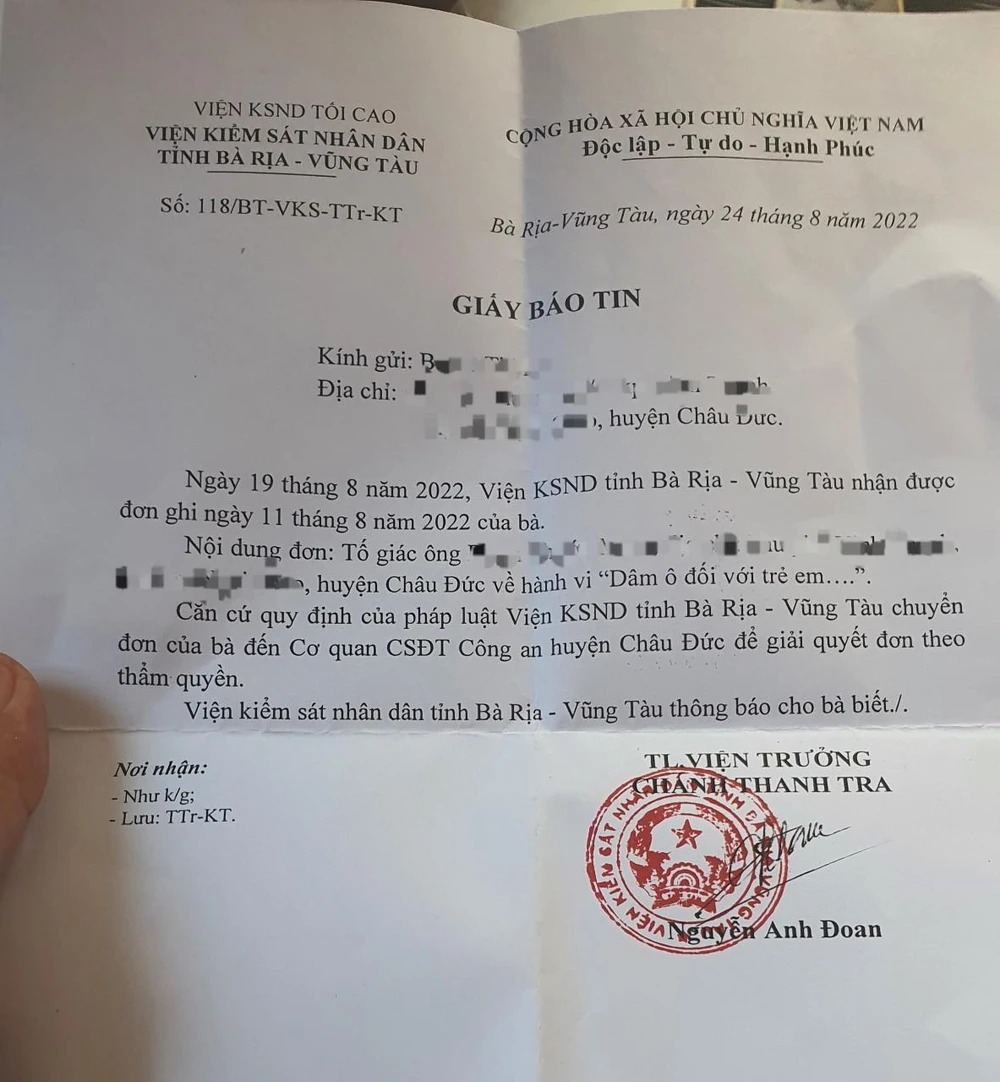 VIỆN KSND TỐI CAO
VIỆN KIỂM SÁT NHÂN DÂN
TỈNH BÀ RỊA - VŨNG TÀU
Số: 118/BT-VKS-TTr-KT
CỘNG HÒA XÃ HỘI CHỦ NGHĨA VIỆT NAM
Độc lập - Tự do - Hạnh Phúc
Bà Rịa-Vũng Tàu, ngày 24 tháng 8 năm 2022
GIẤY BÁO TIN
Kính gửi:
Địa chỉ:
, huyện Châu Đức.
Ngày 19 tháng 8 năm 2022, Viện KSND tỉnh Bà Rịa - Vũng Tàu nhận được
đơn ghi ngày 11 tháng 8 năm 2022 của bà.
Nội dung đơn: Tố giác ông
, huyện Châu Đức về hành vi “Dâm ô đối với trẻ em….”.
Căn cứ quy định của pháp luật Viện KSND tỉnh Bà Rịa - Vũng Tàu chuyển
đơn của bà đến Cơ quan CSĐT Công an huyện Châu Đức để giải quyết đơn theo
thẩm quyền.
Viện kiểm sát nhân dân tỉnh Bà Rịa - Vũng Tàu thông báo cho bà biết./.
Nơi nhận:
- Như k/g;
- Lưu: TTr-KT.
TL.VIỆN TRƯỞNG
CHÁNH THANH TRA
Nguyễn Anh Đoan